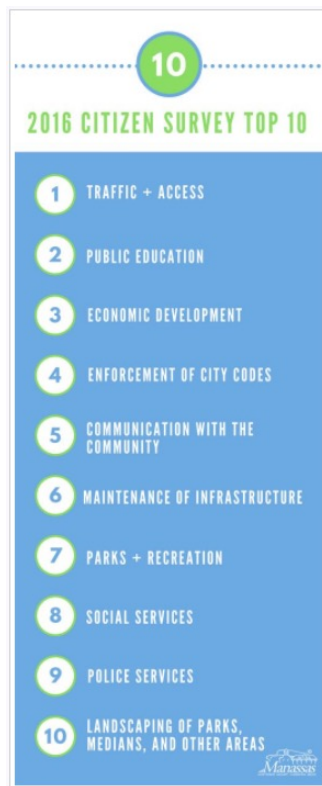 10
2016 CITIZEN SURVEY TOP 10
1 TRAFFIC + ACCESS
2 PUBLIC EDUCATION
3 ECONOMIC DEVELOPMENT
4 ENFORCEMENT OF CITY CODES
5 COMMUNICATION WITH THE
COMMUNITY
6 MAINTENANCE OF INFRASTRUCTURE
7 PARKS + RECREATION
8 SOCIAL SERVICES
9 POLICE SERVICES
10 LANDSCAPING OF PARKS,
MEDIANS, AND OTHER AREAS
Manassas